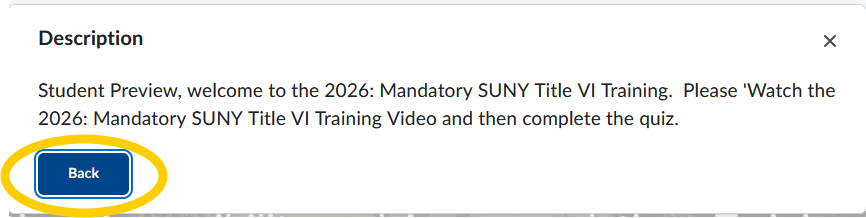 Description
Student Preview, welcome to the 2026: Mandatory SUNY Title VI Training.  Please 'Watch the
2026: Mandatory SUNY Title VI Training Video and then complete the quiz.
Back